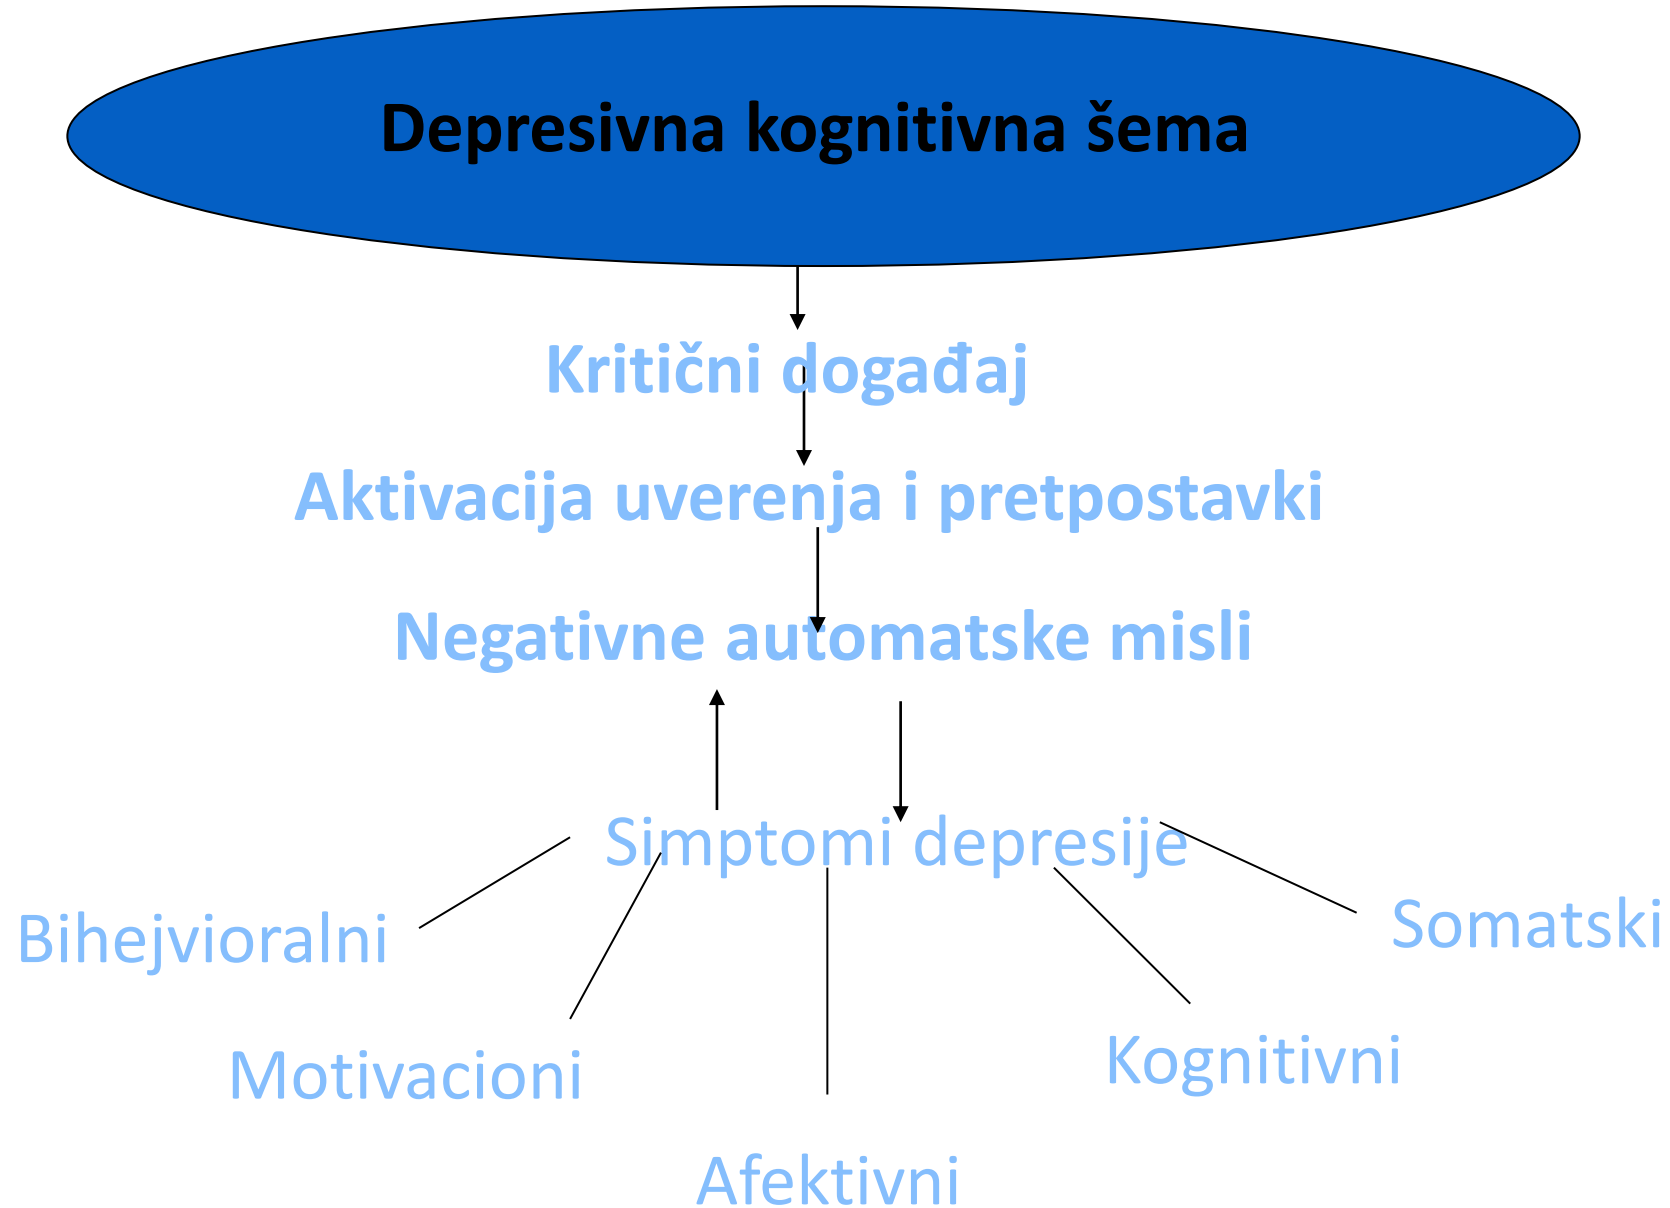 Depresivna kognitivna šema
Kritični događaj
Aktivacija uverenja i pretpostavki
Negativne automatske misli
Simptomi depresije
Bihejvioralni
Somatski
Motivacioni
Kognitivni
Afektivni